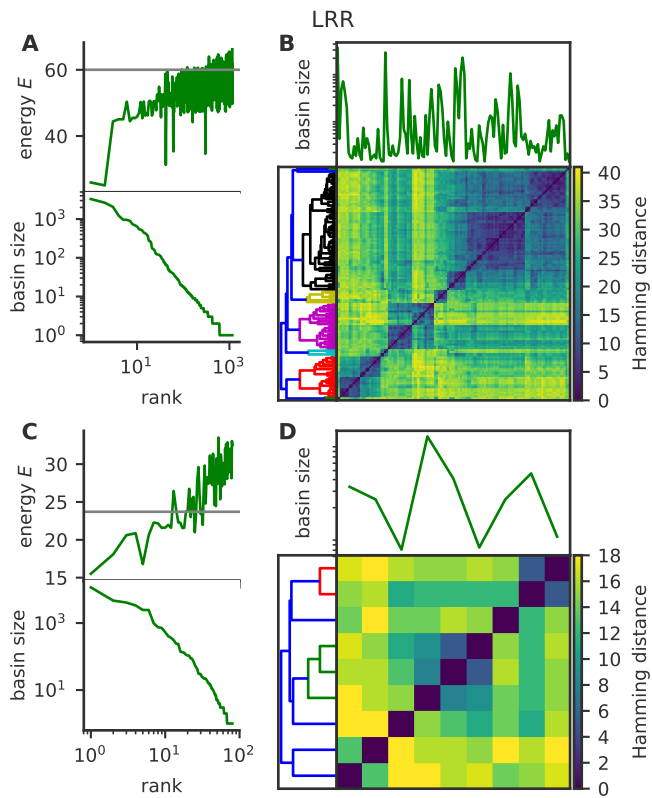 LRR
A
B
energy E
60
40
basin size
10³
10²
10¹
10⁰
10¹
10³
rank
basin size
40
35
30
25
20
15
10
5
0
Hamming distance
C
D
energy E
30
25
20
15
basin size
10³
10¹
10⁰
10¹
10²
rank
basin size
18
16
14
12
10
8
6
4
2
0
Hamming distance